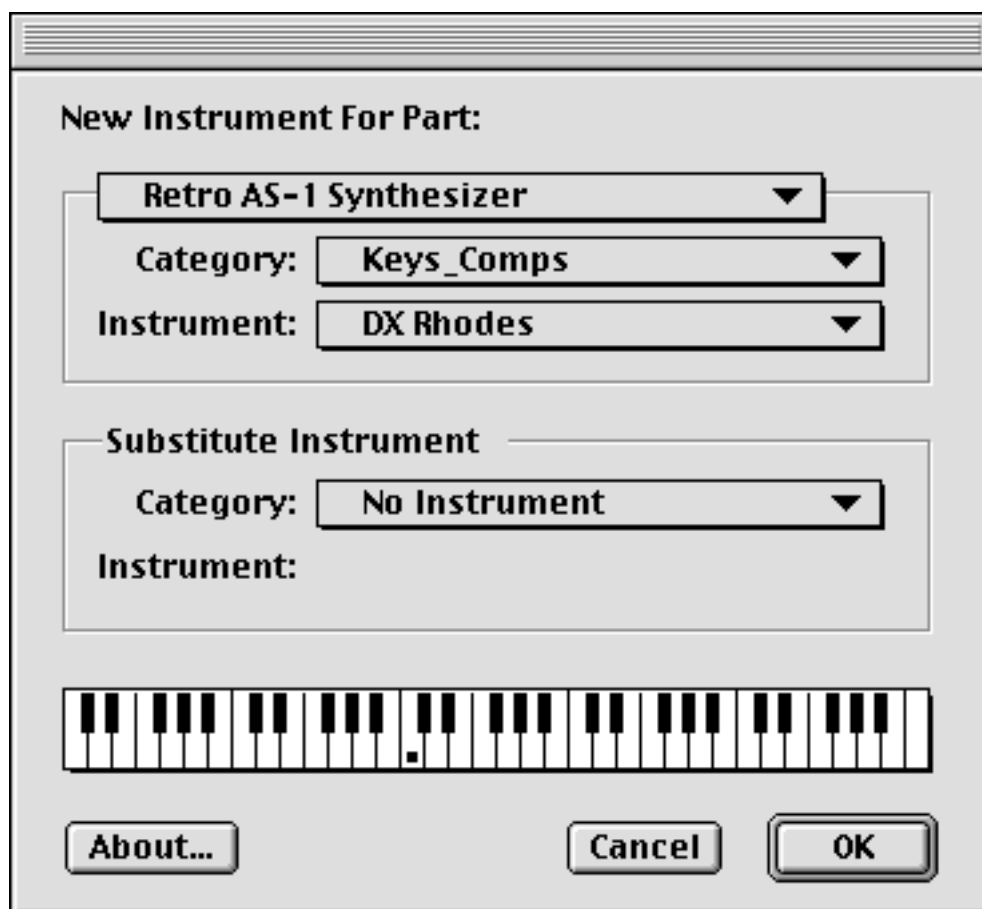 New Instrument For Part:
Retro AS-1 Synthesizer
Category: Keys_Comps
Instrument: DX Rhodes
Substitute Instrument
Category: No Instrument
Instrument:
About... Cancel OK